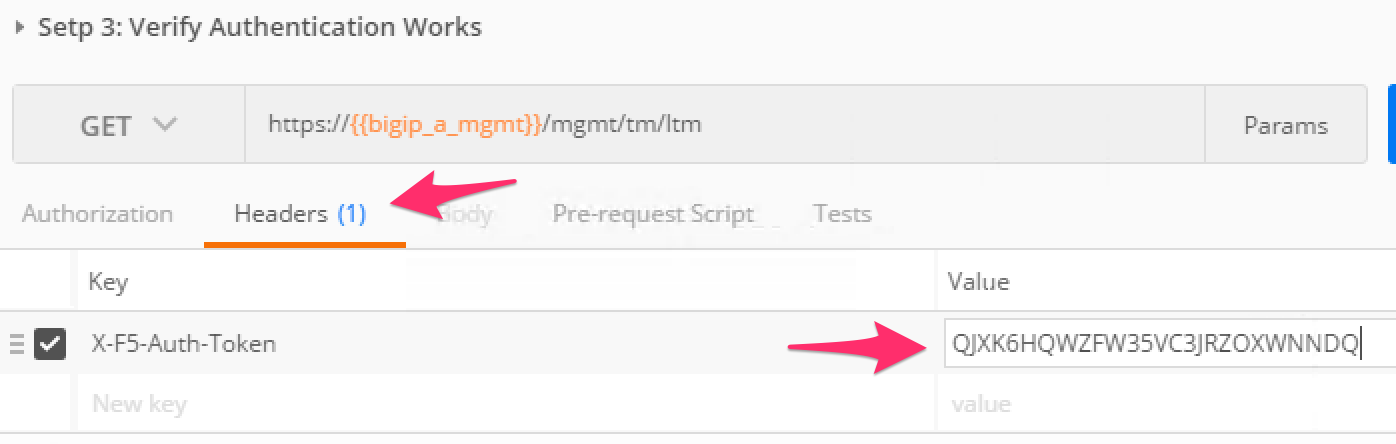 Setp 3: Verify Authentication Works
GET https://{{bigip_a_mgmt}}/mgmt/tm/ltm Params
Authorization Headers (1) Body Pre-request Script Tests
Key Value
X-F5-Auth-Token QJXK6HQWZFW35VC3JRZOXWNNDQ
New key value